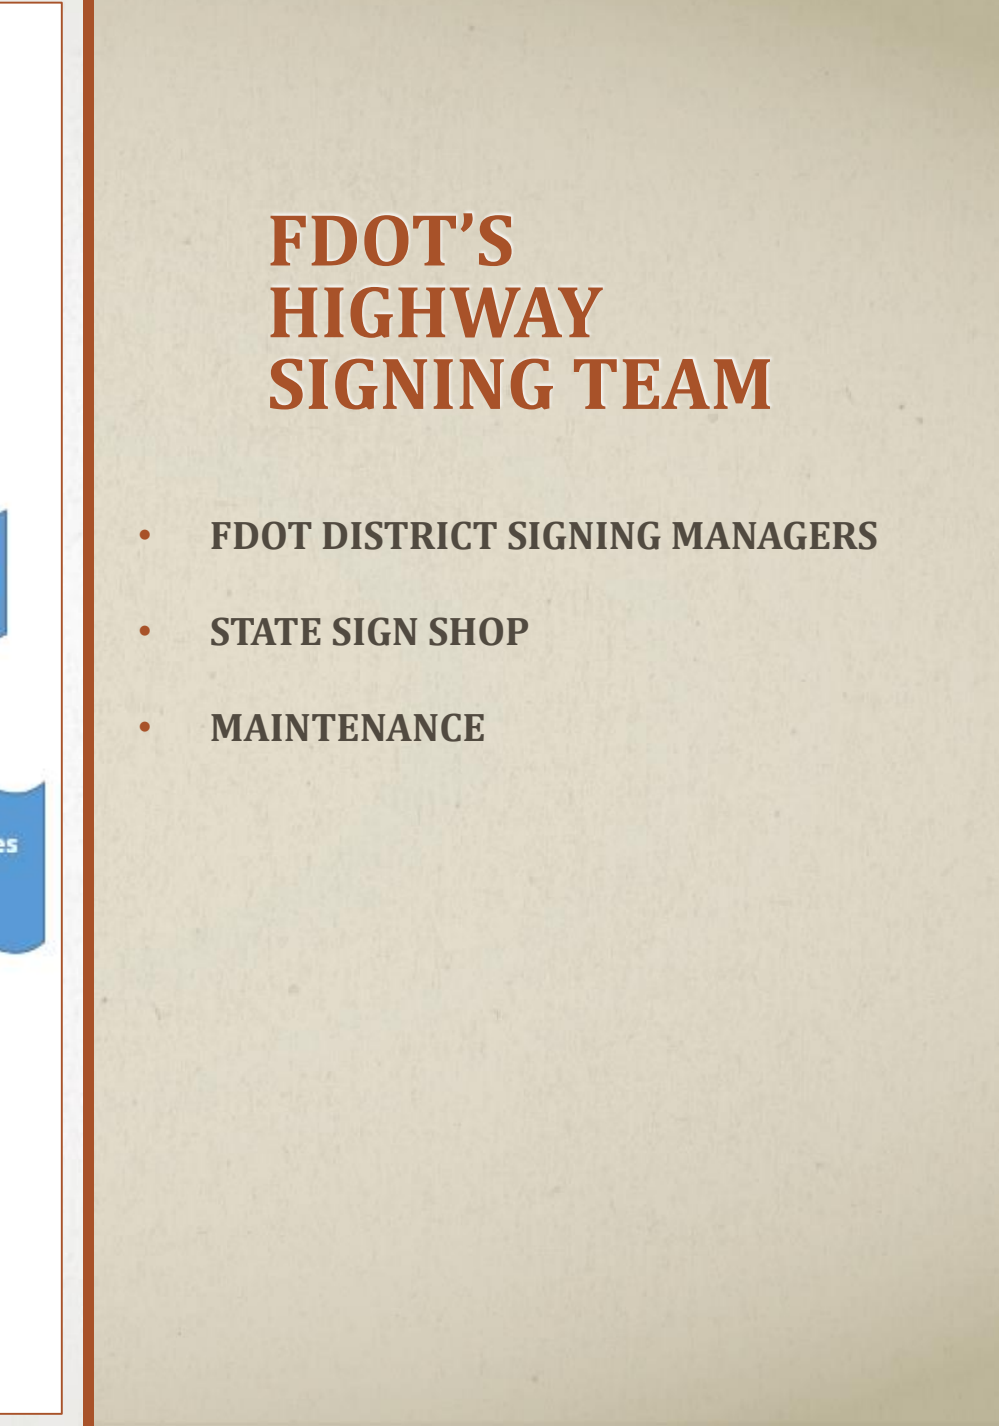 FDOT’S
HIGHWAY
SIGNING TEAM
• FDOT DISTRICT SIGNING MANAGERS
• STATE SIGN SHOP
• MAINTENANCE